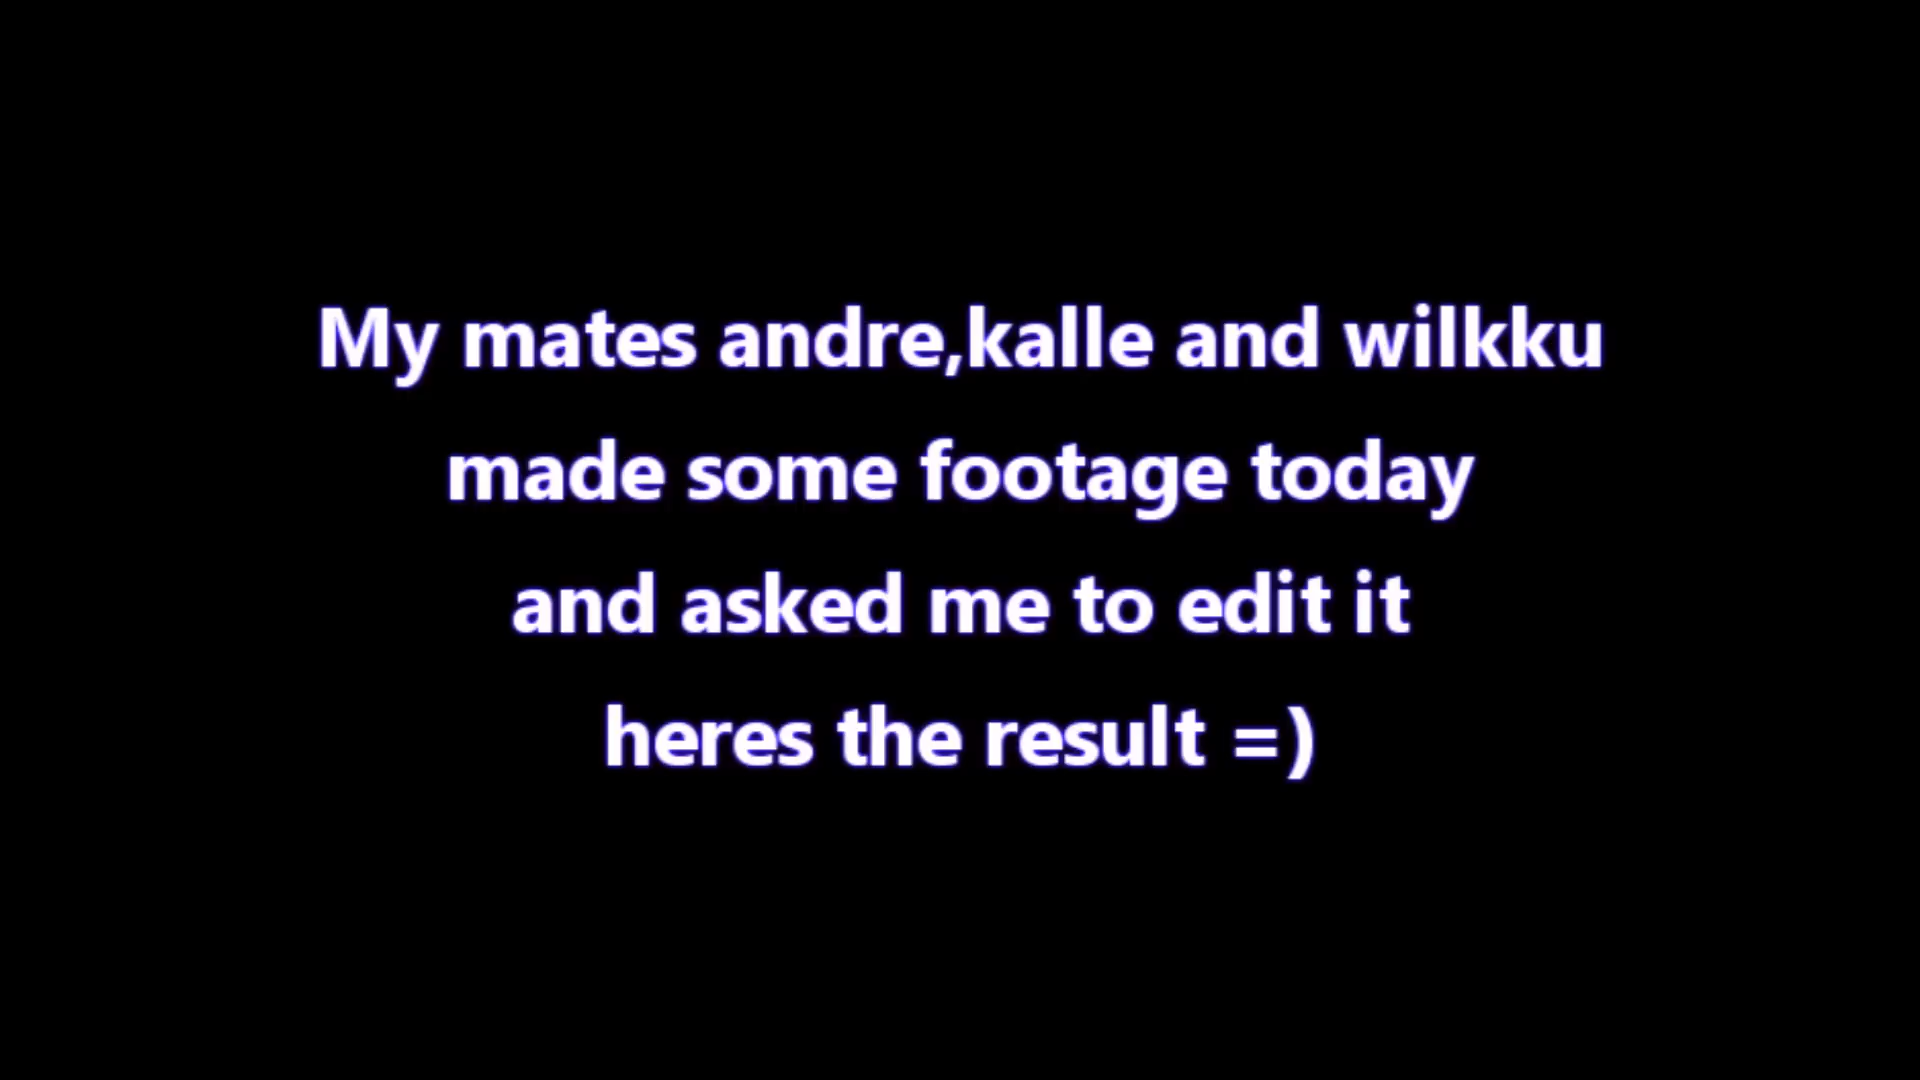 My mates andre,kalle and wilkku
made some footage today
and asked me to edit it
heres the result =)